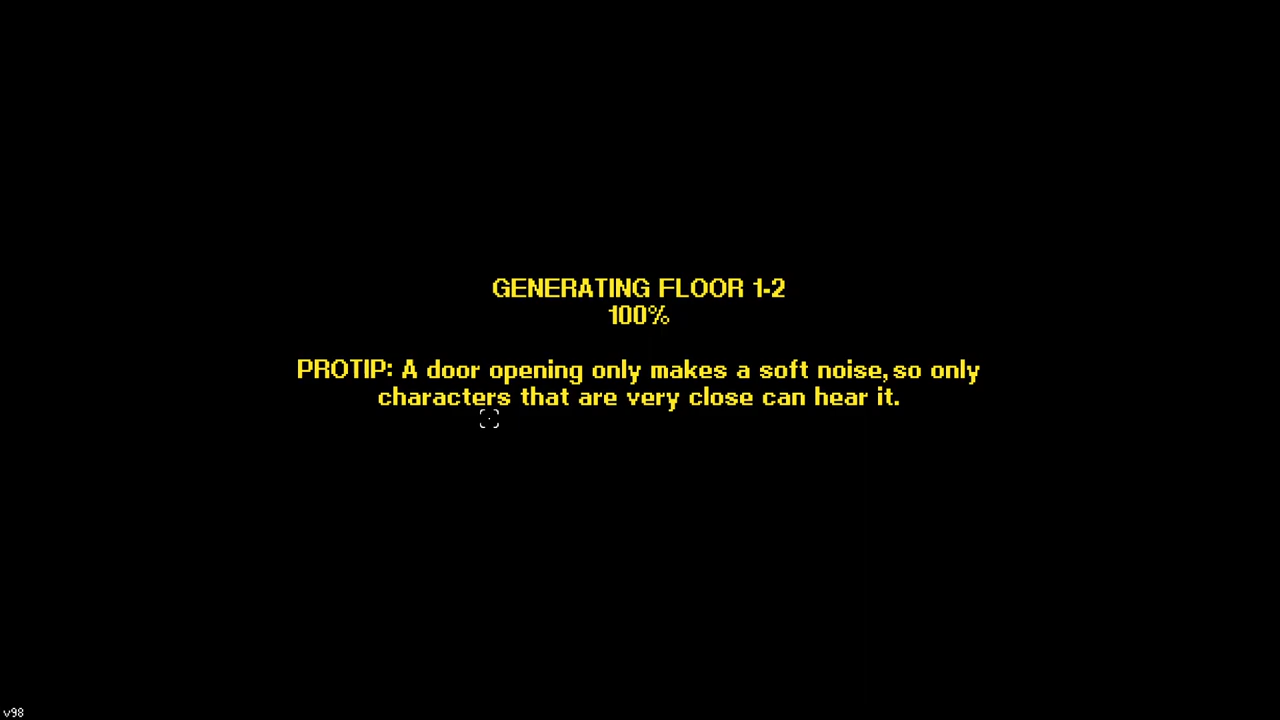 GENERATING FLOOR 1-2
100%
PROTIP: A door opening only makes a soft noise, so only
characters that are very close can hear it.
v98